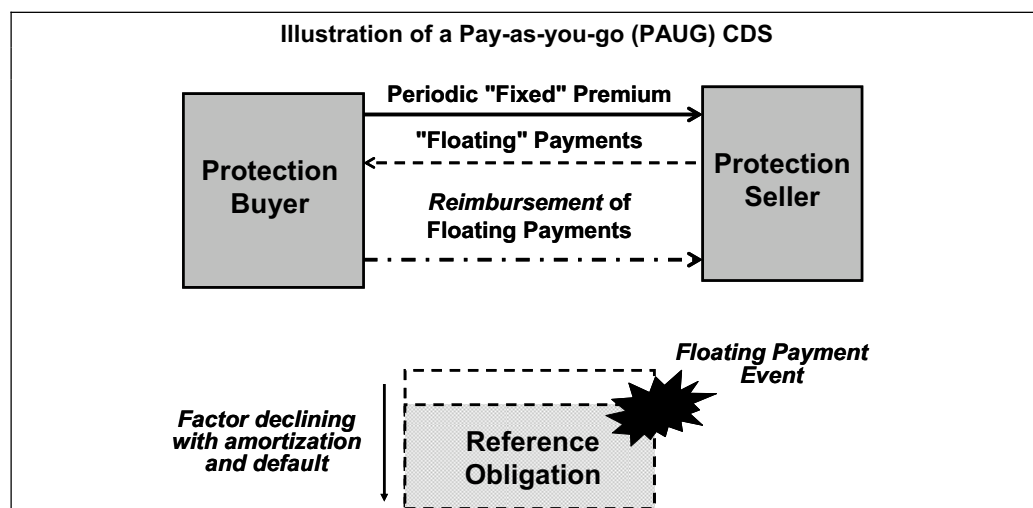 Illustration of a Pay-as-you-go (PAUG) CDS
Periodic "Fixed" Premium
"Floating" Payments
Protection
Buyer
Protection
Seller
Reimbursement of
Floating Payments
Floating Payment
Event
Factor declining
with amortization
and default
Reference
Obligation